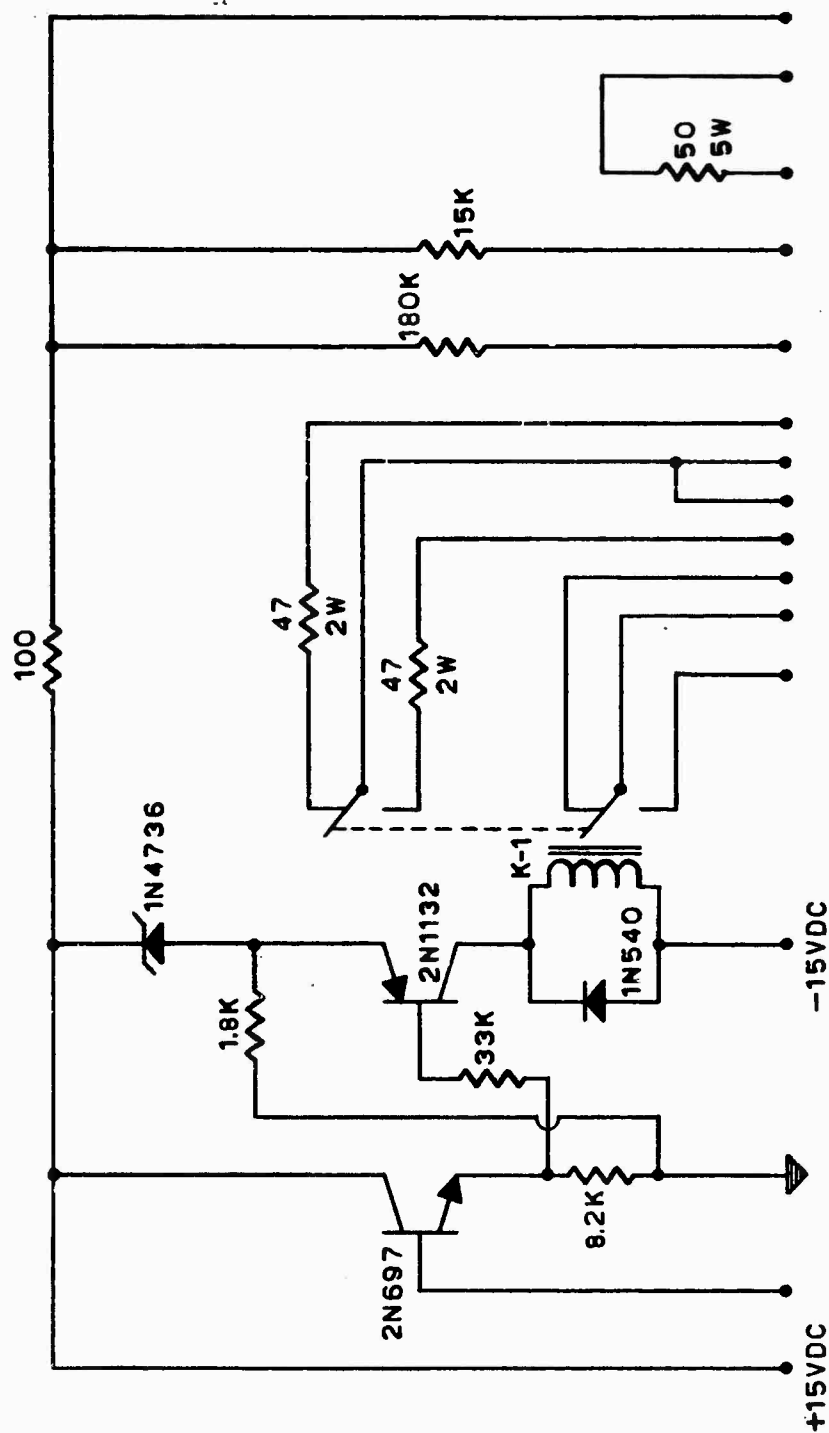 +15VDC
2N697
8.2K
33K
1.8K
1N4736
2N1132
1N540
K-1
-15VDC
100
47
2W
47
2W
180K
15K
50
5W